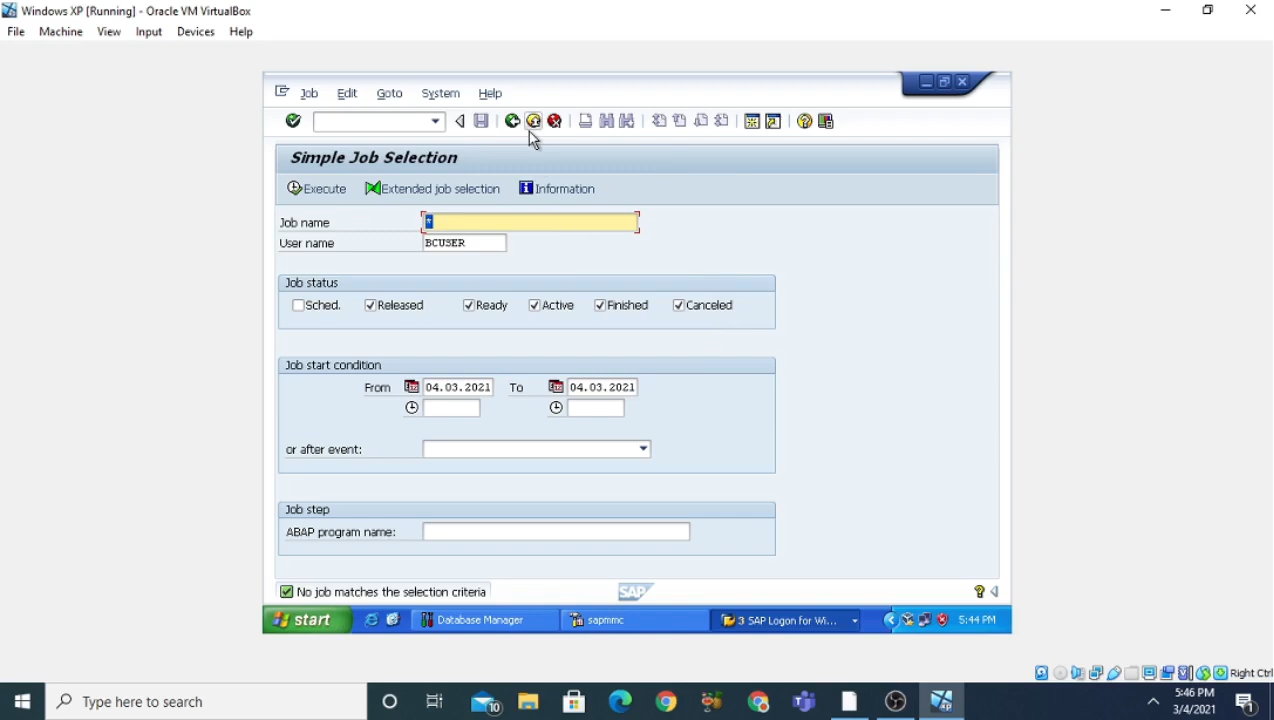 Windows XP [Running] - Oracle VM VirtualBox
File Machine View Input Devices Help
Job Edit Goto System Help
Simple Job Selection
Execute Extended job selection Information
Job name *
User name BCUSER
Job status
Sched. Released Ready Active Finished Canceled
Job start condition
From 04.03.2021 To 04.03.2021
or after event:
Job step
ABAP program name:
No job matches the selection criteria SAP
start Database Manager sapmmc 3 SAP Logon for Wi... 5:44 PM
Right Ctrl
Type here to search 10 5:46 PM
3/4/2021 1